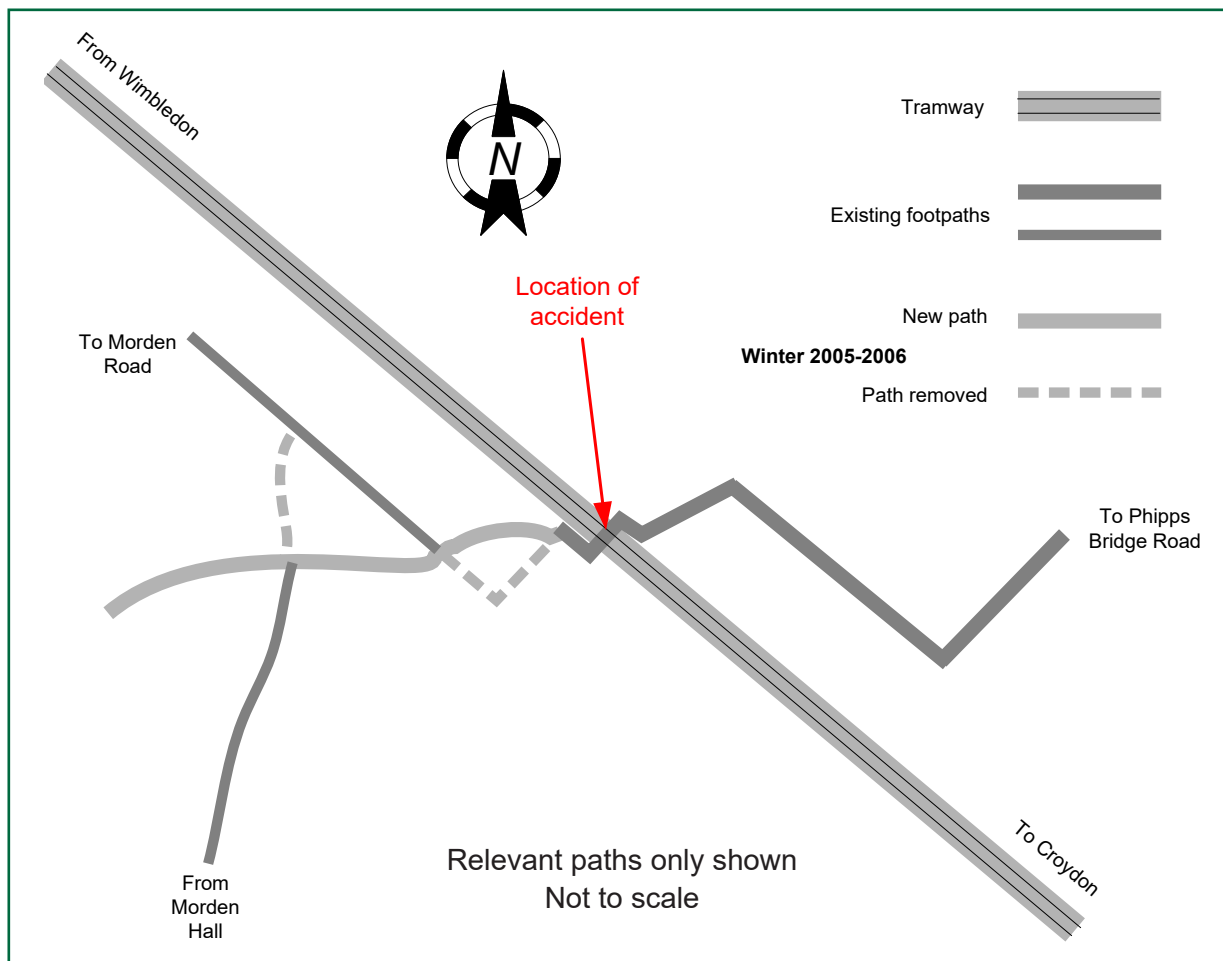 From Wimbledon
N
Tramway
Existing footpaths
Location of
accident
New path
To Morden
Road
Winter 2005-2006
Path removed
To Phipps
Bridge Road
Relevant paths only shown
Not to scale
To Croydon
From
Morden
Hall